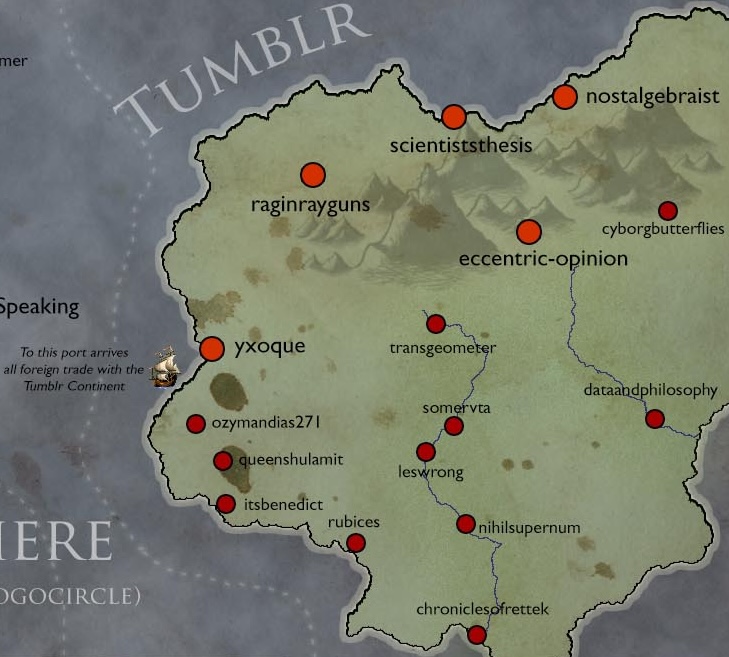 TUMBLR
mer
nostalgebraist
scientiststhesis
raginrayguns
cyborgbutterflies
eccentric-opinion
Speaking
yxoque
To this port arrives
all foreign trade with the
Tumblr Continent
transgeometer
dataandphilosophy
somervta
ozymandias271
queenshulamit
leswrong
itsbenedict
rubices
nihilsupernum
HERE
OGOCIRCLE)
chroniclesofrettek